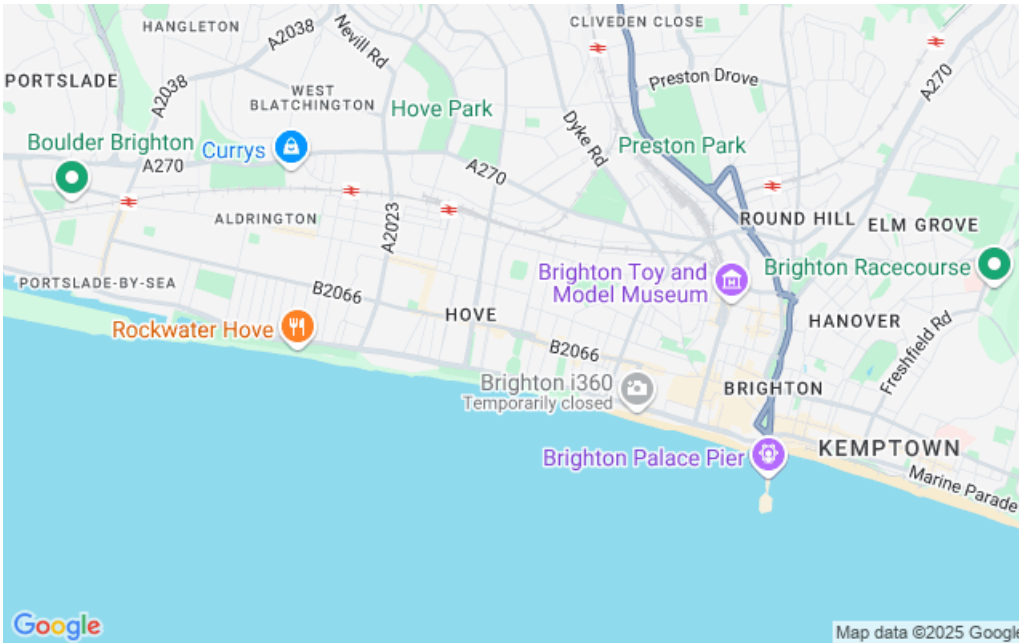 CLIVEDEN CLOSE
HANGLETON
A2038
Nevill Rd
PORTSLADE
A2038
WEST
BLATCHINGTON
Preston Drove
A270
Hove Park
Dyke Rd
Boulder Brighton
Currys
Preston Park
A270
A270
ALDRINGTON
A2023
ROUND HILL
ELM GROVE
PORTSLADE-BY-SEA
B2066
Brighton Toy and
Model Museum
Brighton Racecourse
Rockwater Hove
HOVE
HANOVER
B2066
Freshfield Rd
Brighton i360
Temporarily closed
BRIGHTON
Brighton Palace Pier
KEMPTOWN
Marine Parade
Google
Map data ©2025 Google